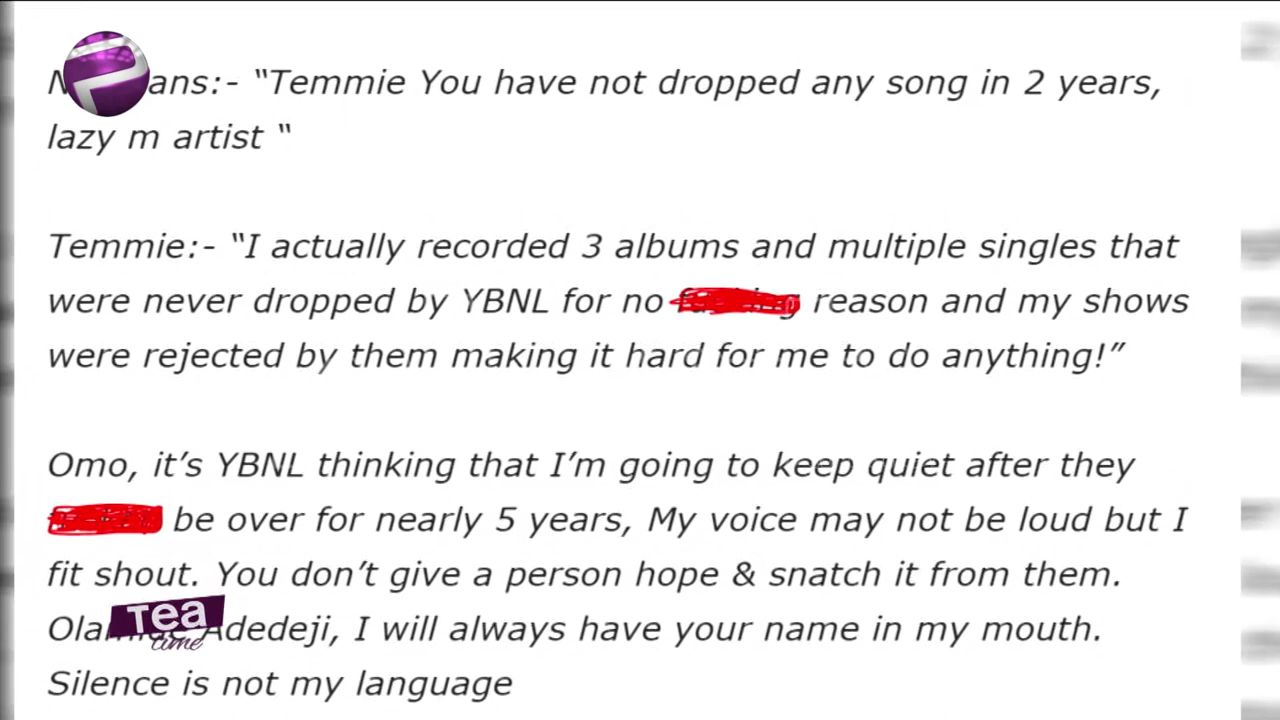 ans:- “Temmie You have not dropped any song in 2 years,
lazy m artist “
Temmie:- “I actually recorded 3 albums and multiple singles that
were never dropped by YBNL for no reason and my shows
were rejected by them making it hard for me to do anything!”
Omo, it’s YBNL thinking that I’m going to keep quiet after they
be over for nearly 5 years, My voice may not be loud but I
fit shout. You don’t give a person hope & snatch it from them.
Tea
time
Adedeji, I will always have your name in my mouth.
Silence is not my language